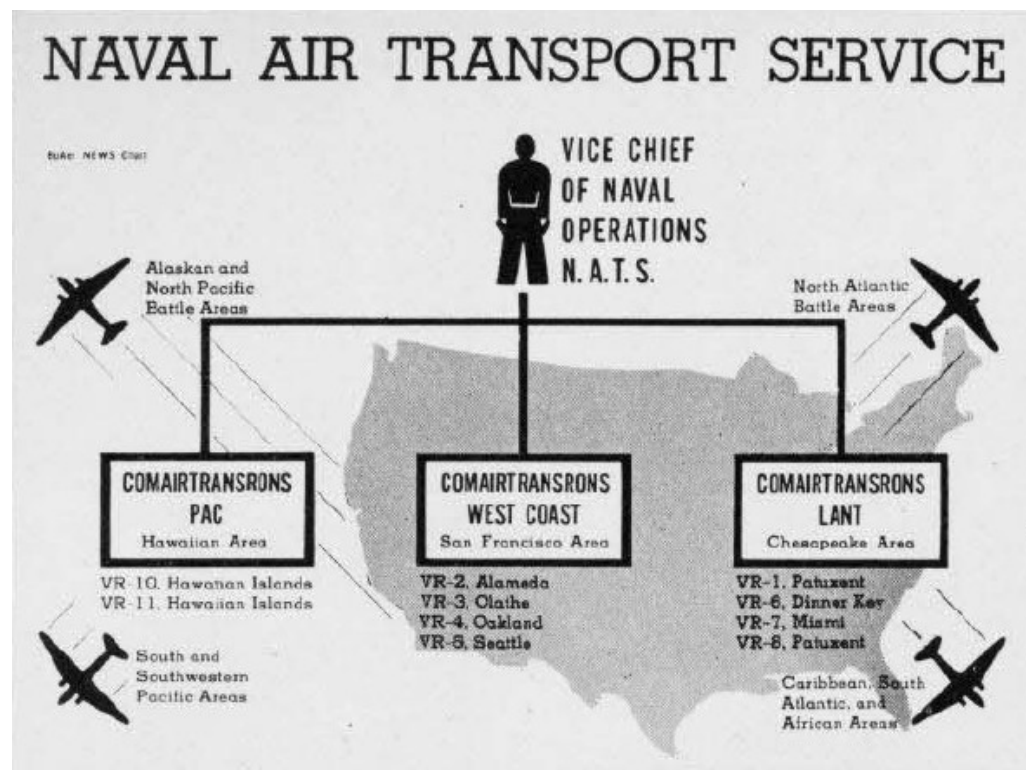 NAVAL AIR TRANSPORT SERVICE
BuAer NEWS Chart
VICE CHIEF
OF NAVAL
OPERATIONS
N.A.T.S.
Alaskan and
North Pacific
Battle Areas
North Atlantic
Battle Areas
COMAIRTRANSRONS
PAC
Hawaiian Area
VR-10, Hawaiian Islands
VR-11, Hawaiian Islands
COMAIRTRANSRONS
WEST COAST
San Francisco Area
VR-2, Alameda
VR-3, Olathe
VR-4, Oakland
VR-5, Seattle
COMAIRTRANSRONS
LANT
Chesapeake Area
VR-1, Patuxent
VR-6, Dinner Key
VR-7, Miami
VR-8, Patuxent
South and
Southwestern
Pacific Areas
Caribbean, South
Atlantic, and
African Areas